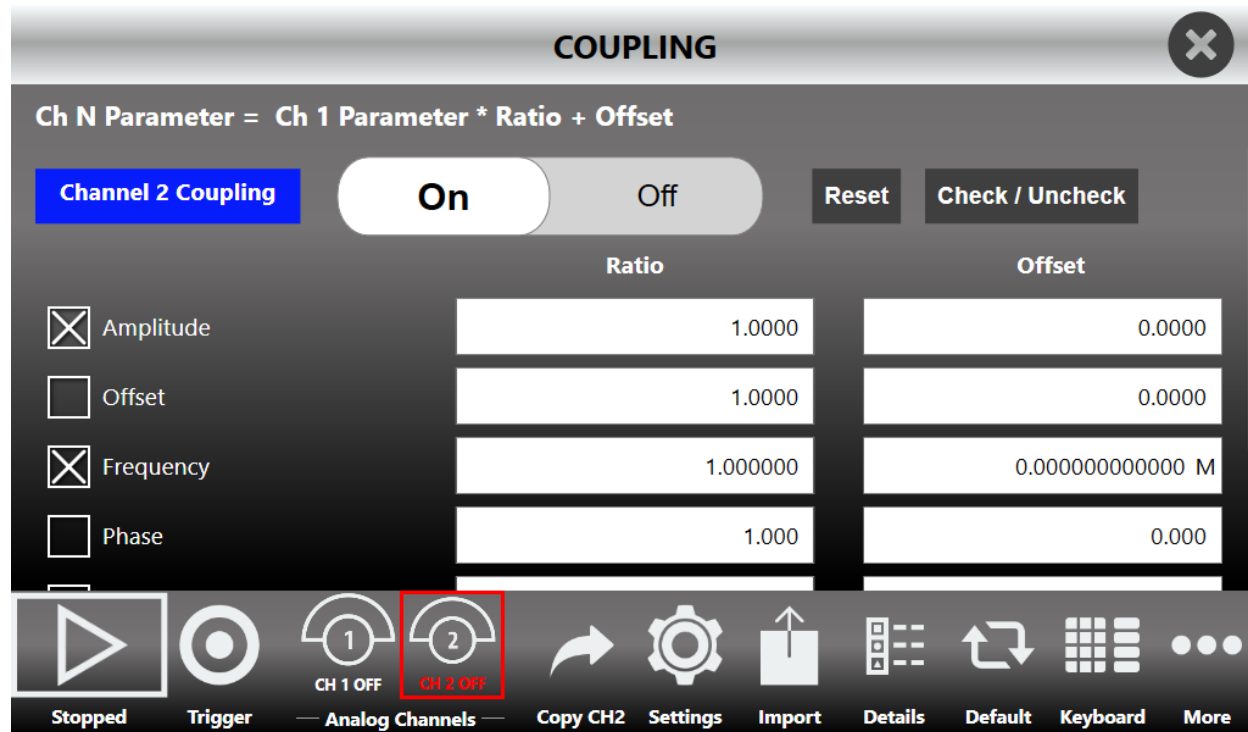 COUPLING
Ch N Parameter = Ch 1 Parameter * Ratio + Offset
Channel 2 Coupling On Off Reset Check / Uncheck
Ratio Offset
Amplitude 1.0000 0.0000
Offset 1.0000 0.0000
Frequency 1.000000 0.000000000000 M
Phase 1.000 0.000
1 2
CH 1 OFF CH 2 OFF
Stopped Trigger Analog Channels Copy CH2 Settings Import Details Default Keyboard More